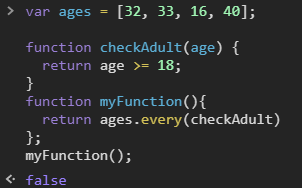 > var ages = [32, 33, 16, 40];
function checkAdult(age) {
  return age >= 18;
}
function myFunction(){
  return ages.every(checkAdult)
};
myFunction();
<· false